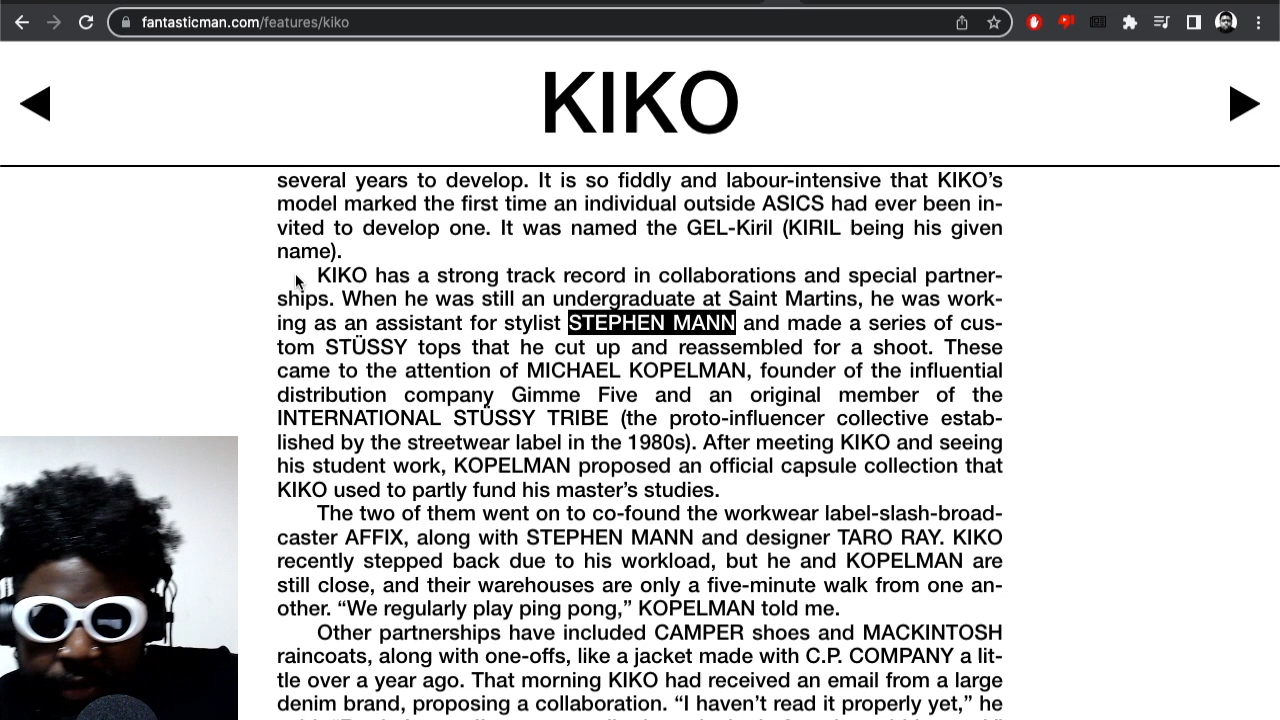 fantasticman.com/features/kiko
KIKO
several years to develop. It is so fiddly and labour-intensive that KIKO’s
model marked the first time an individual outside ASICS had ever been in-
vited to develop one. It was named the GEL-Kiril (KIRIL being his given
name).
KIKO has a strong track record in collaborations and special partner-
ships. When he was still an undergraduate at Saint Martins, he was work-
ing as an assistant for stylist STEPHEN MANN and made a series of cus-
tom STÜSSY tops that he cut up and reassembled for a shoot. These
came to the attention of MICHAEL KOPELMAN, founder of the influential
distribution company Gimme Five and an original member of the
INTERNATIONAL STÜSSY TRIBE (the proto-influencer collective estab-
lished by the streetwear label in the 1980s). After meeting KIKO and seeing
his student work, KOPELMAN proposed an official capsule collection that
KIKO used to partly fund his master’s studies.
The two of them went on to co-found the workwear label-slash-broad-
caster AFFIX, along with STEPHEN MANN and designer TARO RAY. KIKO
recently stepped back due to his workload, but he and KOPELMAN are
still close, and their warehouses are only a five-minute walk from one an-
other. “We regularly play ping pong,” KOPELMAN told me.
Other partnerships have included CAMPER shoes and MACKINTOSH
raincoats, along with one-offs, like a jacket made with C.P. COMPANY a lit-
tle over a year ago. That morning KIKO had received an email from a large
denim brand, proposing a collaboration. “I haven’t read it properly yet,” he